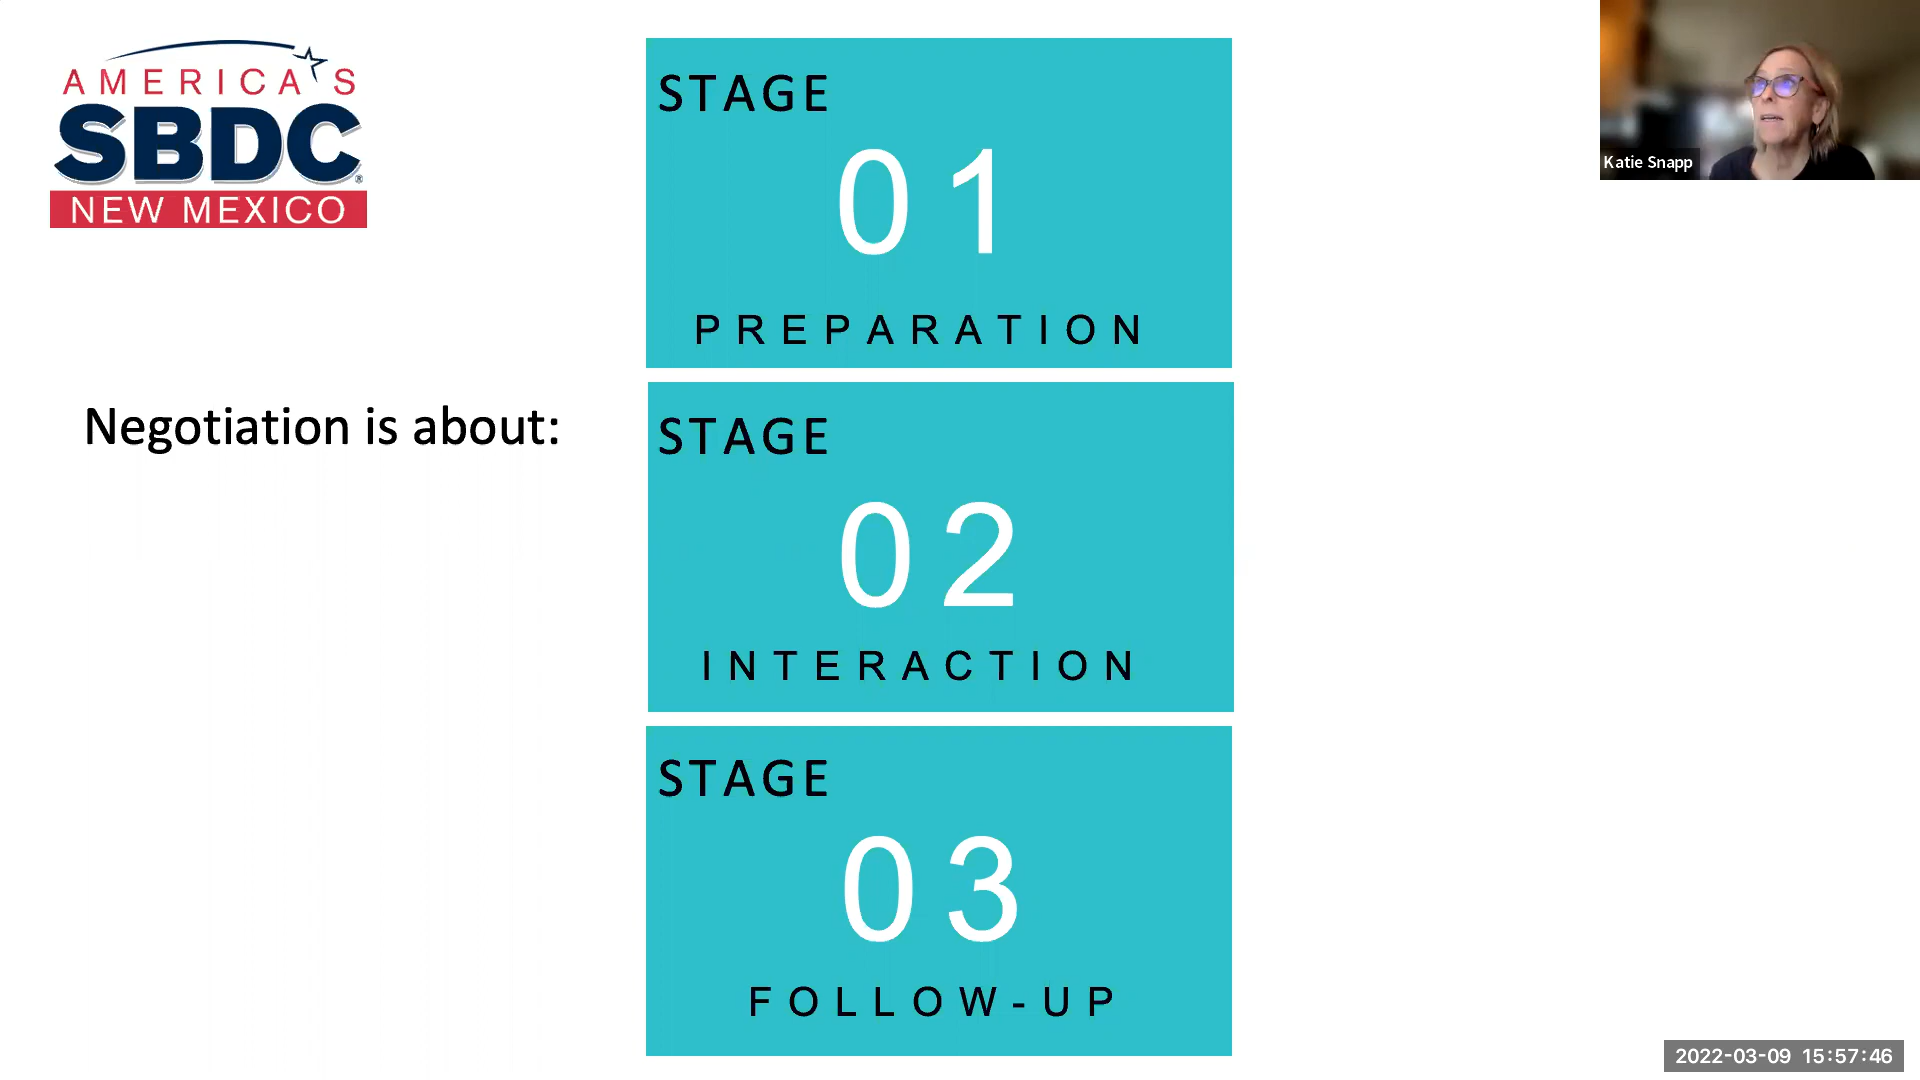 AMERICA'S
SBDC
NEW MEXICO
Negotiation is about:
STAGE
01
PREPARATION
STAGE
02
INTERACTION
STAGE
03
FOLLOW-UP
Katie Snapp
2022-03-09 15:57:46